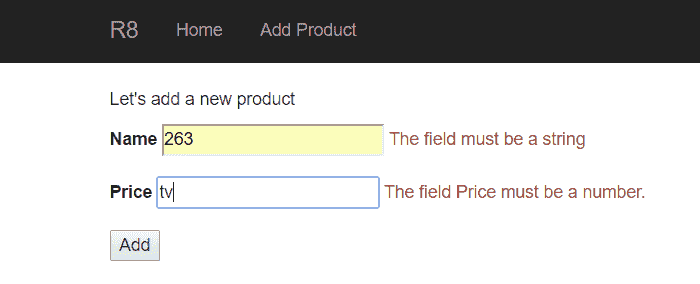 R8 Home Add Product
Let's add a new product
Name 263 The field must be a string
Price tv The field Price must be a number.
Add